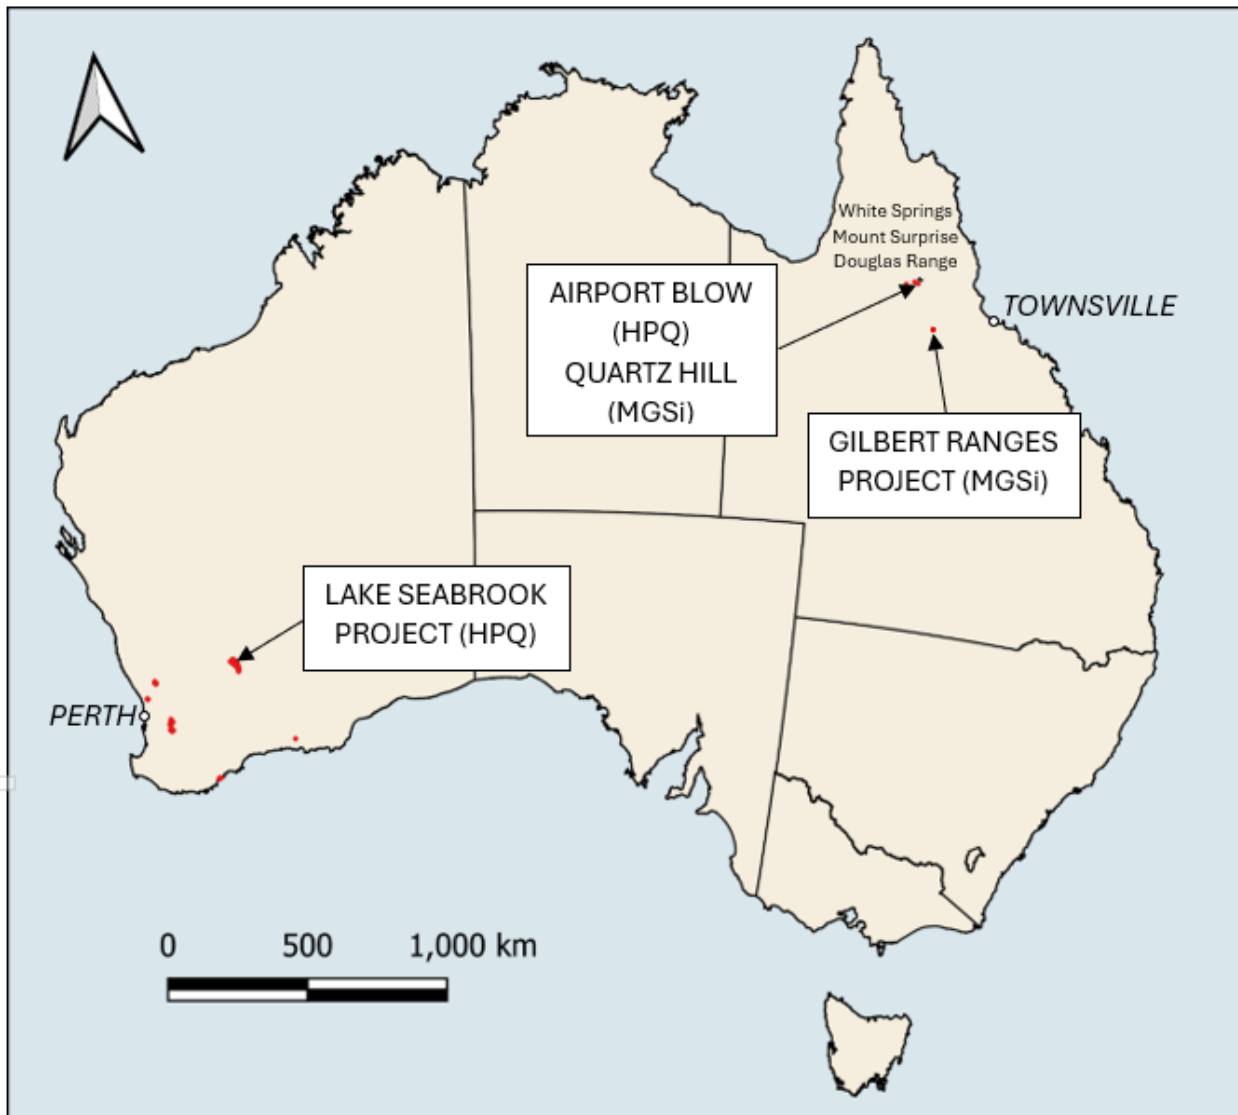 White Springs
Mount Surprise
Douglas Range
AIRPORT BLOW
(HPQ)
QUARTZ HILL
(MGSi)
TOWNSVILLE
GILBERT RANGES
PROJECT (MGSi)
LAKE SEABROOK
PROJECT (HPQ)
PERTH
0 500 1,000 km